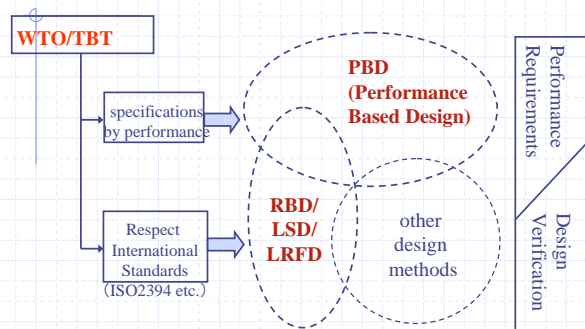 WTO/TBT
specifications
by performance
Respect
International
Standards
(ISO2394 etc.)
PBD
(Performance
Based Design)
RBD/
LSD/
LRFD
other
design
methods
Performance
Requirements
Design
Verification